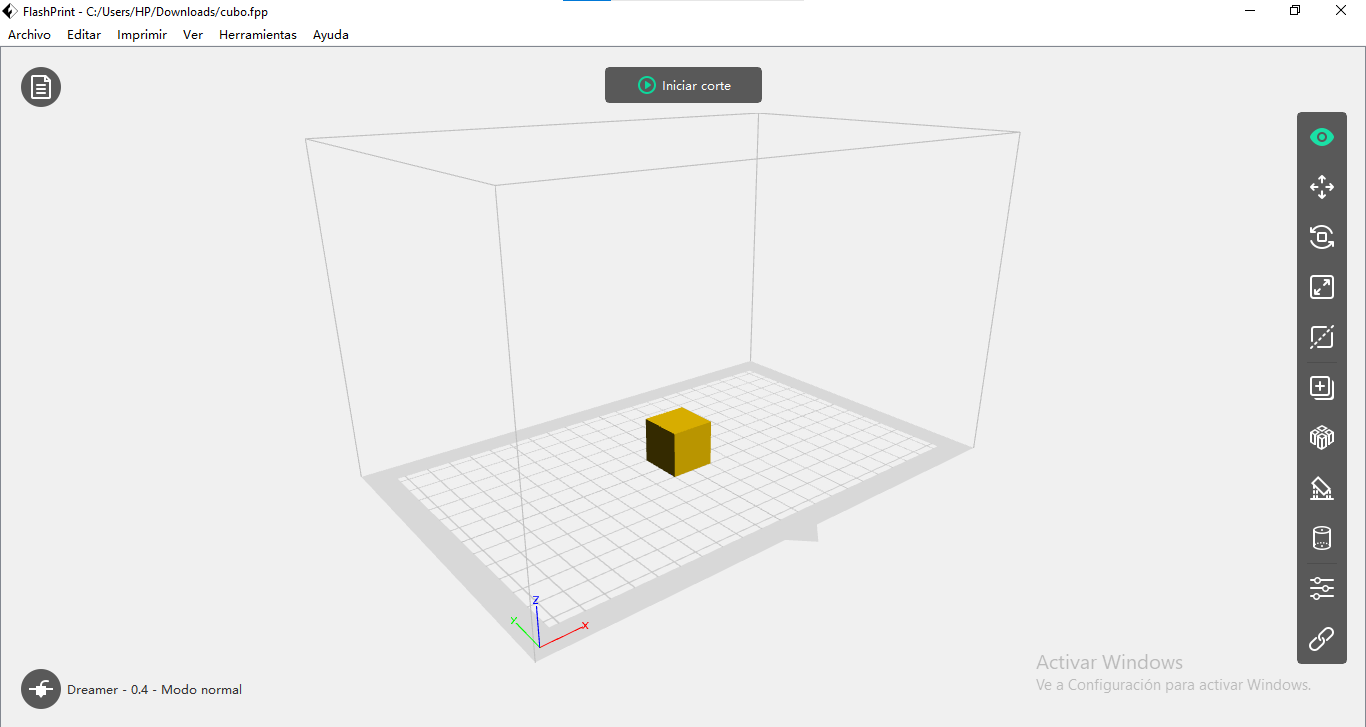 FlashPrint - C:/Users/HP/Downloads/cubo.fpp
Archivo Editar Imprimir Ver Herramientas Ayuda
Iniciar corte
Z
Y
X
Activar Windows
Ve a Configuración para activar Windows.
Dreamer - 0.4 - Modo normal